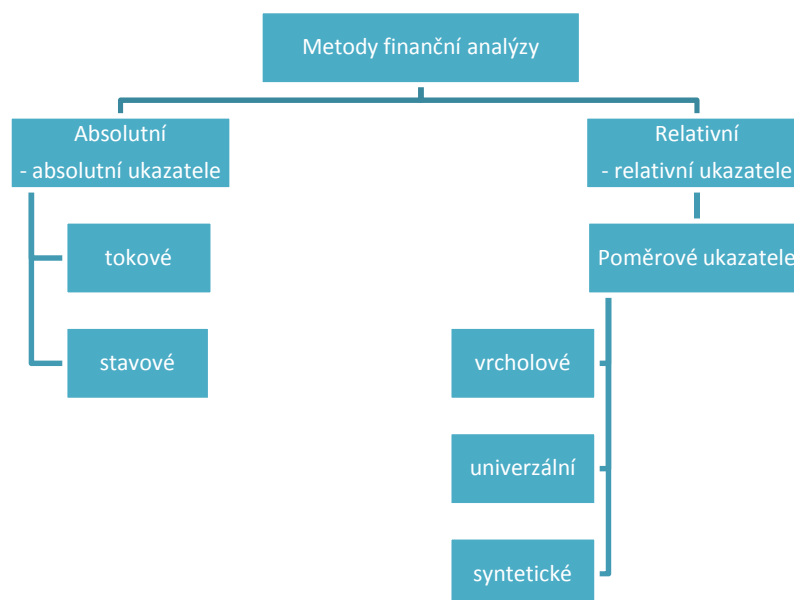 Metody finanční analýzy
Absolutní
- absolutní ukazatele
Relativní
- relativní ukazatele
tokové
Poměrové ukazatele
stavové
vrcholové
univerzální
syntetické